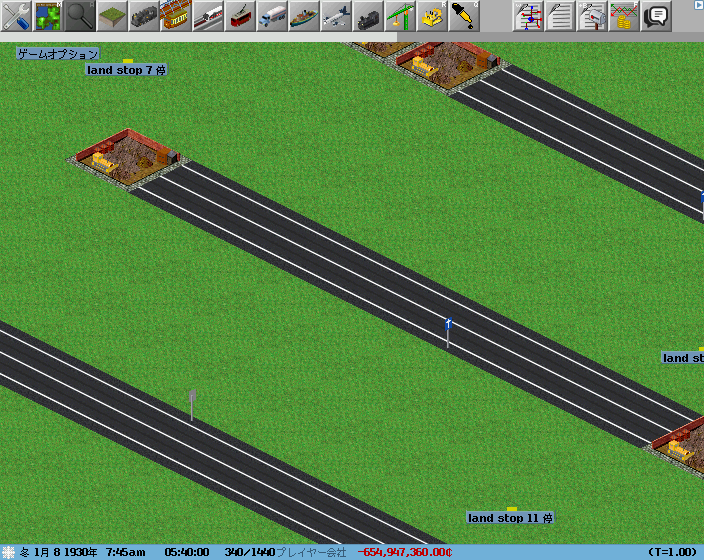 ゲームオプション
land stop 7 停
land st
land stop 11 停
冬 1月 8 1930年 7:45am 05:40:00 340/1440 プレイヤー会社 -654,947,360.00¢ (T=1.00)